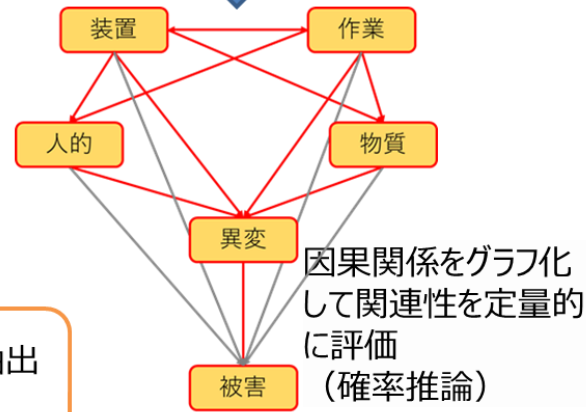 装置
作業
人的
物質
異変
因果関係をグラフ化
して関連性を定量的
に評価
（確率推論）
出
被害